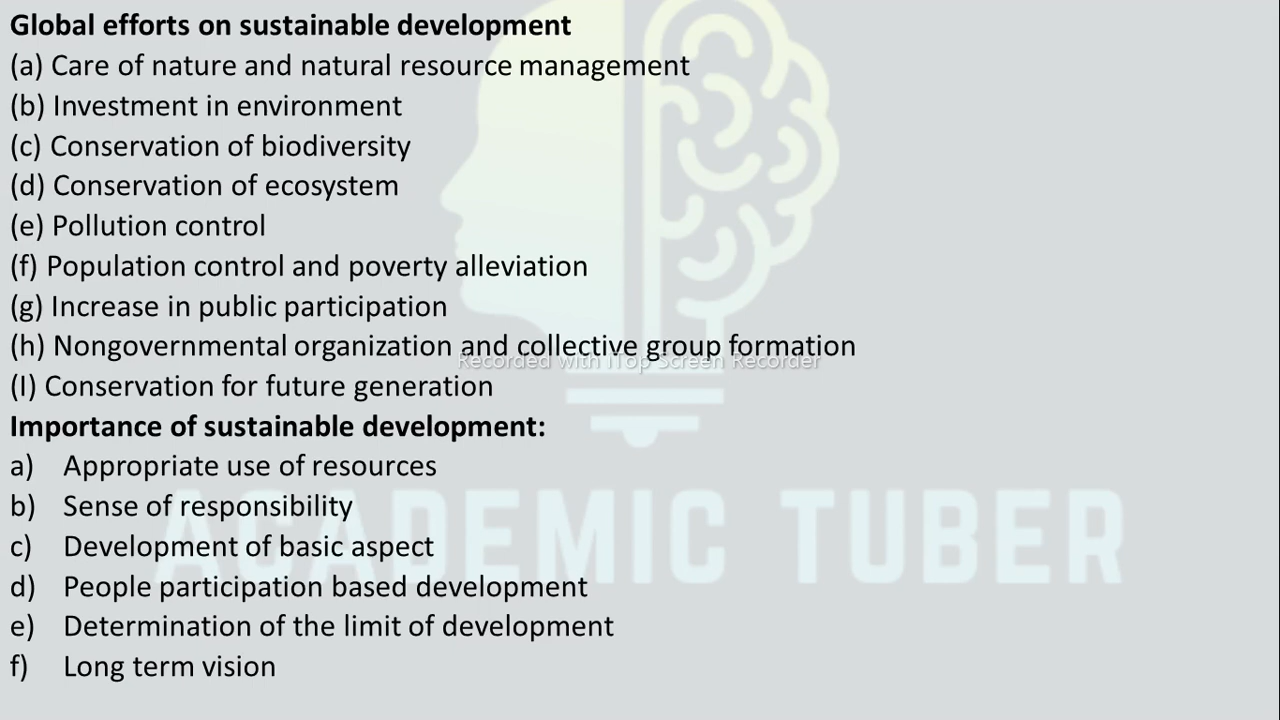 Global efforts on sustainable development
(a) Care of nature and natural resource management
(b) Investment in environment
(c) Conservation of biodiversity
(d) Conservation of ecosystem
(e) Pollution control
(f) Population control and poverty alleviation
(g) Increase in public participation
(h) Nongovernmental organization and collective group formation
Recorded with iTop Screen Recorder
(I) Conservation for future generation
Importance of sustainable development:
a) Appropriate use of resources
b) Sense of responsibility
ACADEMIC TUBER
c) Development of basic aspect
d) People participation based development
e) Determination of the limit of development
f) Long term vision